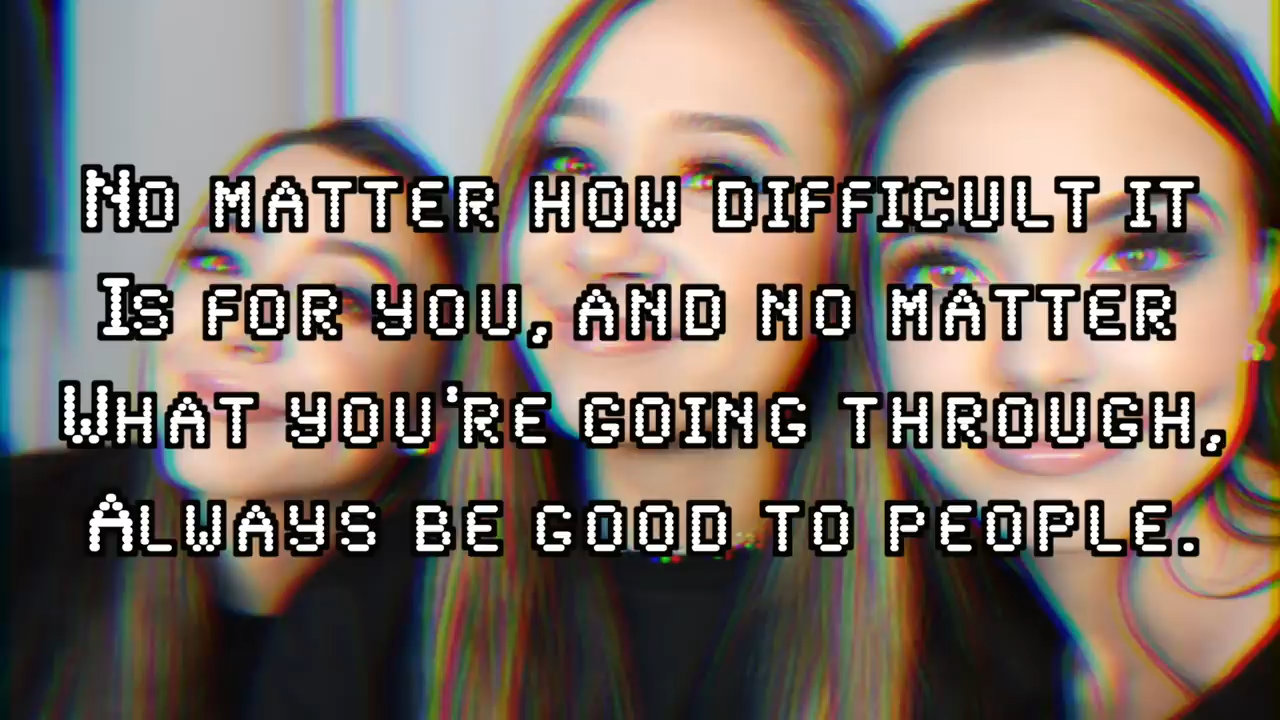 No matter how difficult it
Is for you, and no matter
What you're going through,
Always be good to people.